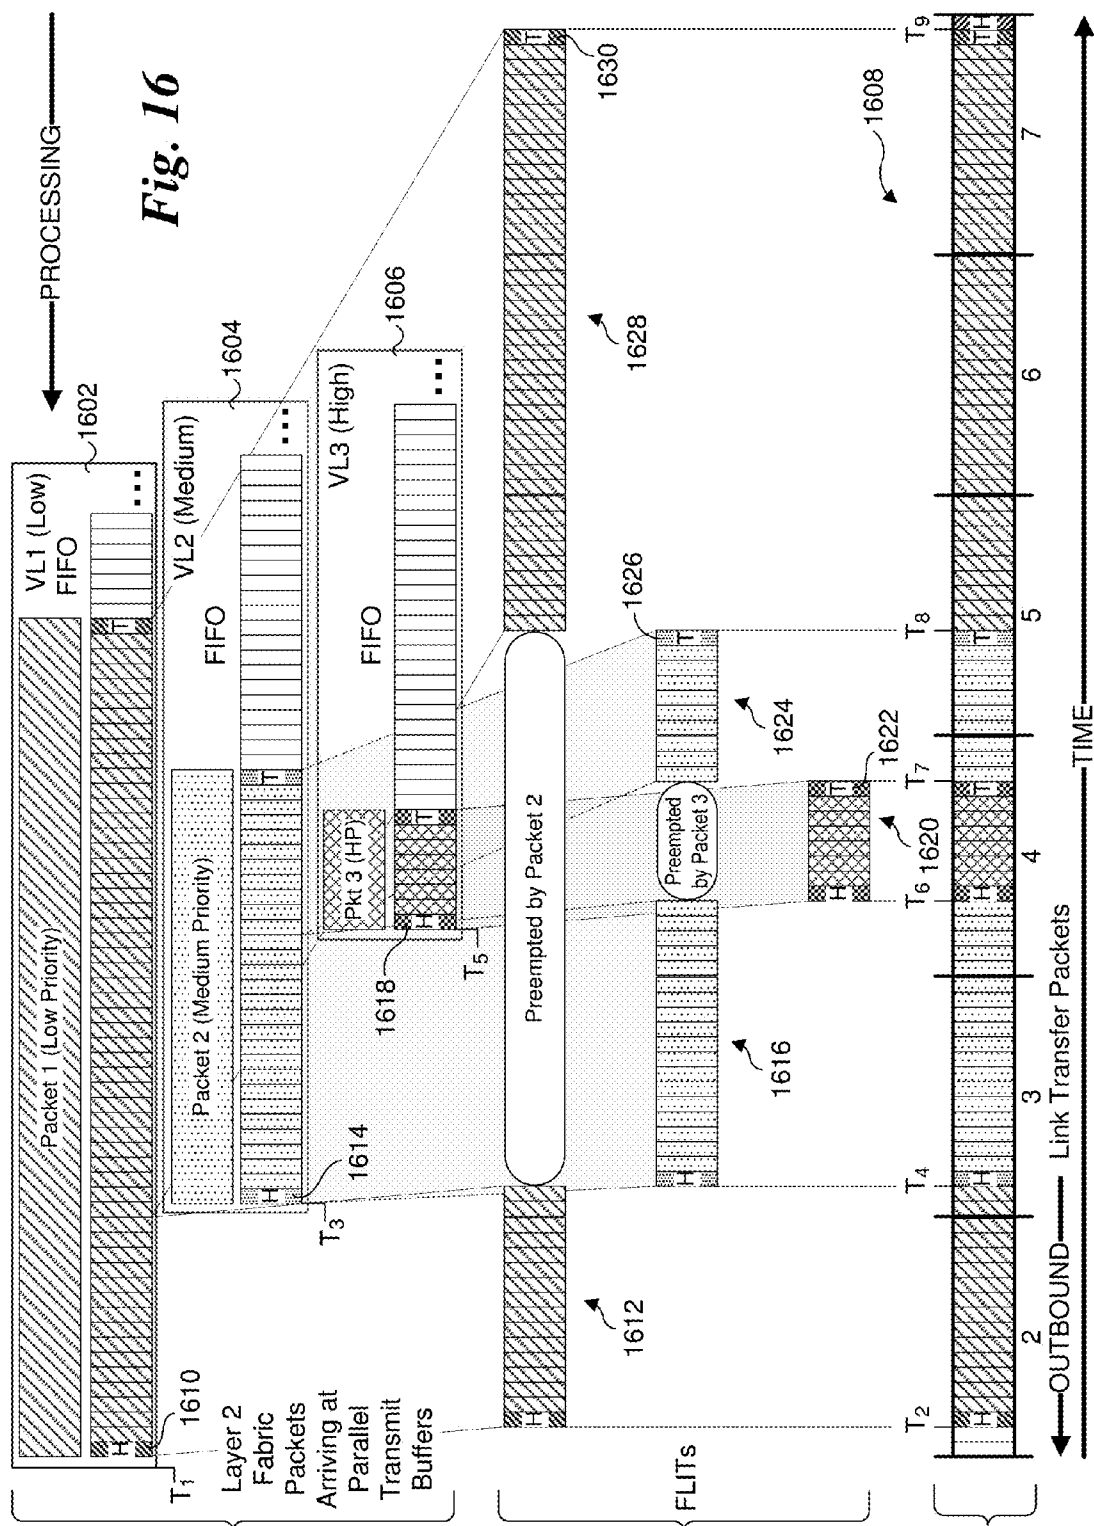 PROCESSING
Fig. 16
1602
VL1 (Low)
FIFO
Packet 1 (Low Priority)
H
T
...
1610
T1
1604
VL2 (Medium)
FIFO
Packet 2 (Medium Priority)
H
T
...
1614
T3
1606
VL3 (High)
FIFO
Pkt 3 (HP)
H
T
...
1618
T5
Layer 2
Fabric
Packets
Arriving at
Parallel
Transmit
Buffers
FLITs
H
Preempted by Packet 2
T
1612
1628
1630
H
Preempted
by Packet 3
T
1616
1624
1626
H
T
1620
1622
T2
T4
T6
T7
T8
T9
1608
H
H
H
T
T
T
H
2
3
4
5
6
7
OUTBOUND
Link Transfer Packets
TIME